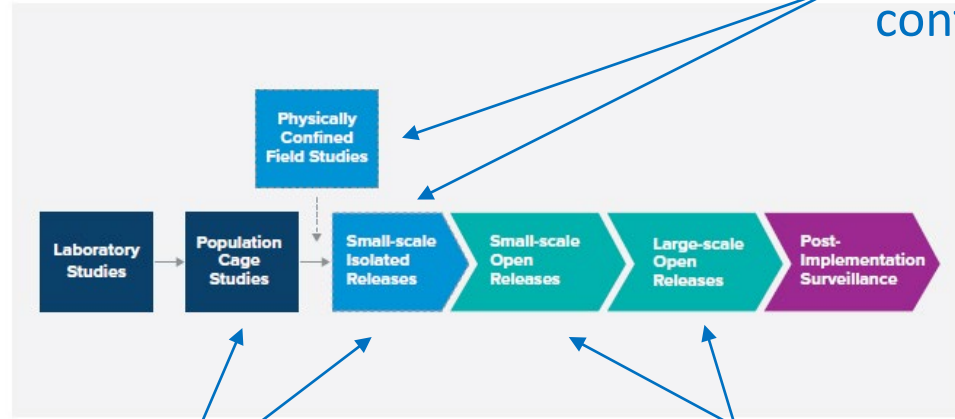 Physically
Confined
Field Studies
Laboratory
Studies
Population
Cage
Studies
Small-scale
Isolated
Releases
Small-scale
Open
Releases
Large-scale
Open
Releases
Post-
Implementation
Surveillance